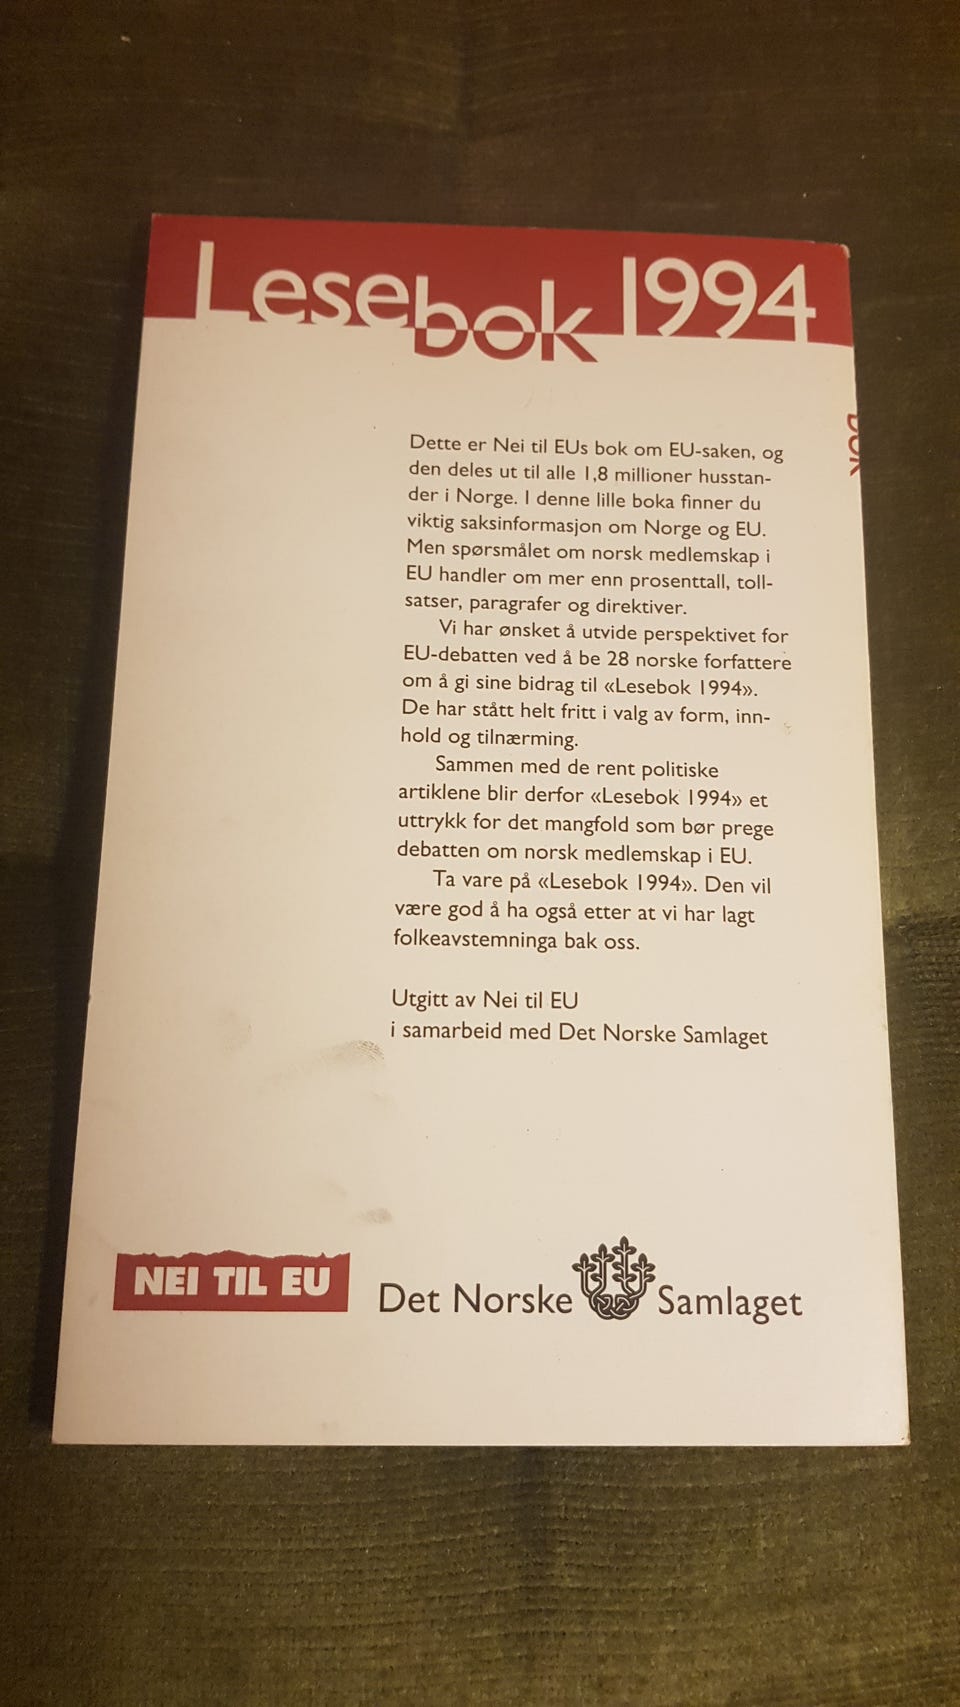 Lesebok 1994
BOK
Dette er Nei til EUs bok om EU-saken, og
den deles ut til alle 1,8 millioner husstan-
der i Norge. I denne lille boka finner du
viktig saksinformasjon om Norge og EU.
Men spørsmålet om norsk medlemskap i
EU handler om mer enn prosenttall, toll-
satser, paragrafer og direktiver.
Vi har ønsket å utvide perspektivet for
EU-debatten ved å be 28 norske forfattere
om å gi sine bidrag til «Lesebok 1994».
De har stått helt fritt i valg av form, inn-
hold og tilnærming.
Sammen med de rent politiske
artiklene blir derfor «Lesebok 1994» et
uttrykk for det mangfold som bør prege
debatten om norsk medlemskap i EU.
Ta vare på «Lesebok 1994». Den vil
være god å ha også etter at vi har lagt
folkeavstemninga bak oss.
Utgitt av Nei til EU
i samarbeid med Det Norske Samlaget
NEI TIL EU
Det Norske Samlaget